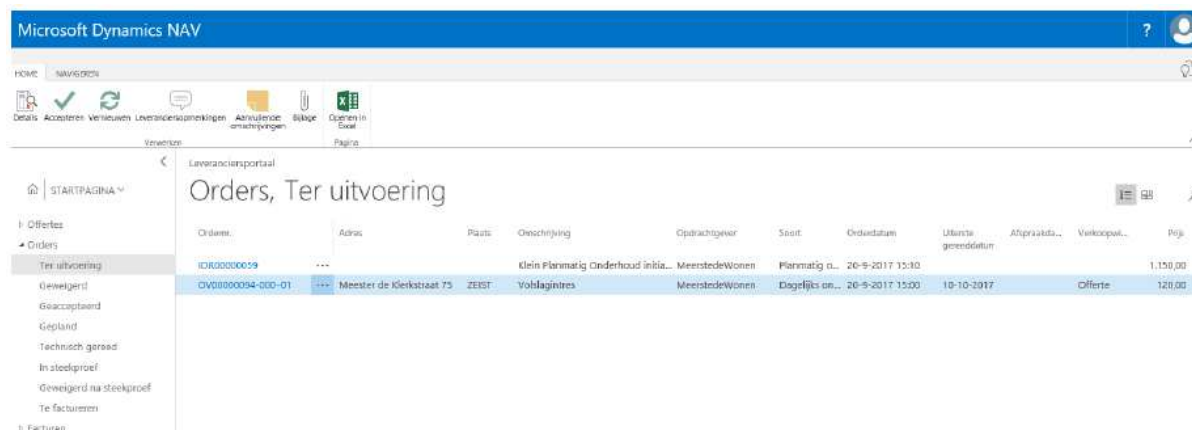 Microsoft Dynamics NAV
?
HOME NAVIGEREN
Details Accepteren Vernieuwen Leveranciersopmerkingen Aanvullende omschrijvingen Bijlage Openen in Excel
Verwerken Pagina
Leveranciersportaal
STARTPAGINA
Orders, Ter uitvoering
Offertes
Orders
Ter uitvoering
Geweigerd
Geaccepteerd
Gepland
Technisch gereed
In steekproef
Geweigerd na steekproef
Te factureren
Facturen
Ordernr. Adres Plaats Omschrijving Opdrachtgever Soort Orderdatum Uiterste gereeddatum Afspraakda... Verkoopwi... Prijs
IOR00000059 ... Klein Planmatig Onderhoud initia... MeerstedeWonen Planmatig o... 20-9-2017 15:10 1.150,00
OV00000094-000-01 ... Meester de Klerkstraat 75 ZEIST Volslagintres MeerstedeWonen Dagelijks on... 20-9-2017 15:00 10-10-2017 Offerte 120,00